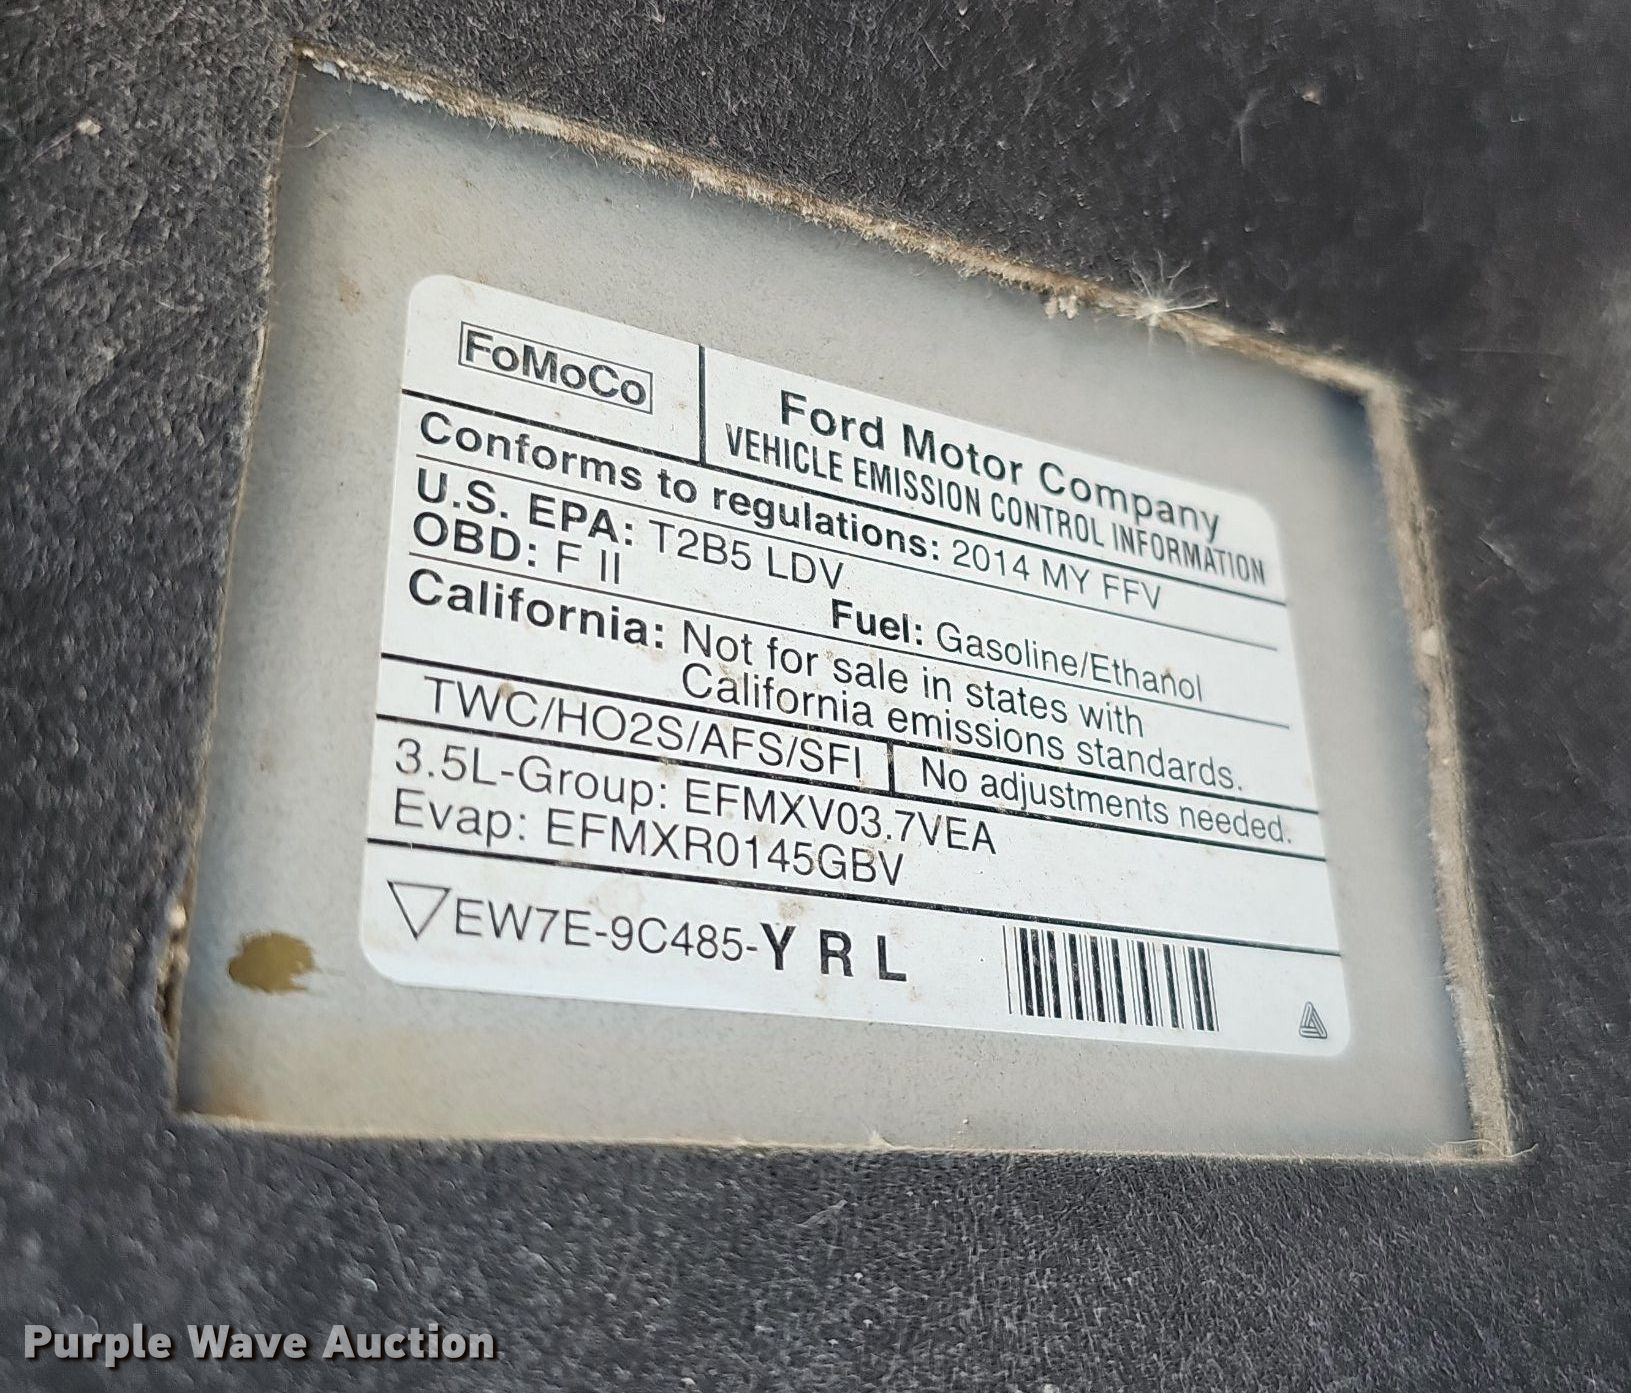 FoMoCo
Ford Motor Company
VEHICLE EMISSION CONTROL INFORMATION
Conforms to regulations: 2014 MY FFV
U.S. EPA: T2B5 LDV
OBD: F II
Fuel: Gasoline/Ethanol
California: Not for sale in states with
California emissions standards.
TWC/HO2S/AFS/SFI
No adjustments needed.
3.5L-Group: EFMXV03.7VEA
Evap: EFMXR0145GBV
EW7E-9C485-Y R L
Purple Wave Auction